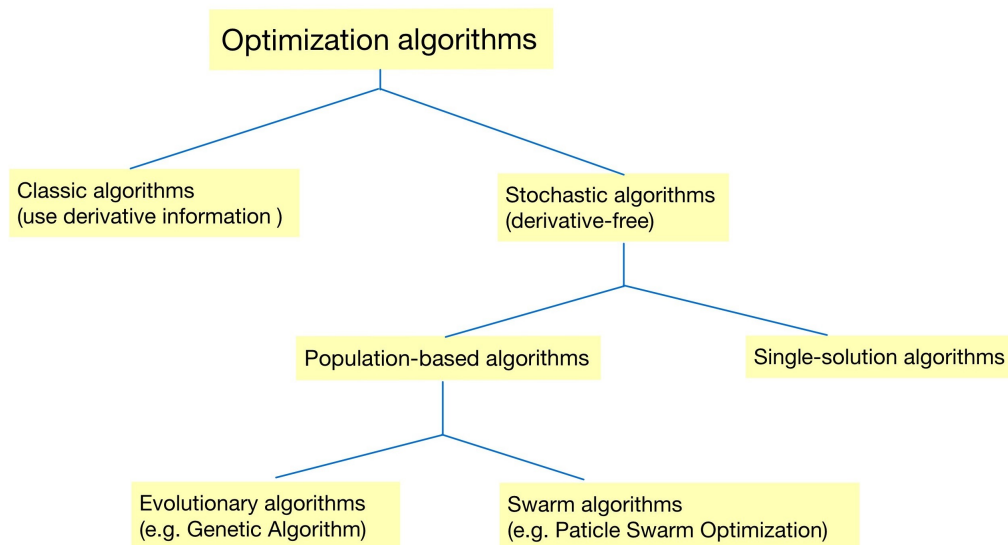 Optimization algorithms
Classic algorithms
(use derivative information )
Stochastic algorithms
(derivative-free)
Population-based algorithms
Single-solution algorithms
Evolutionary algorithms
(e.g. Genetic Algorithm)
Swarm algorithms
(e.g. Paticle Swarm Optimization)